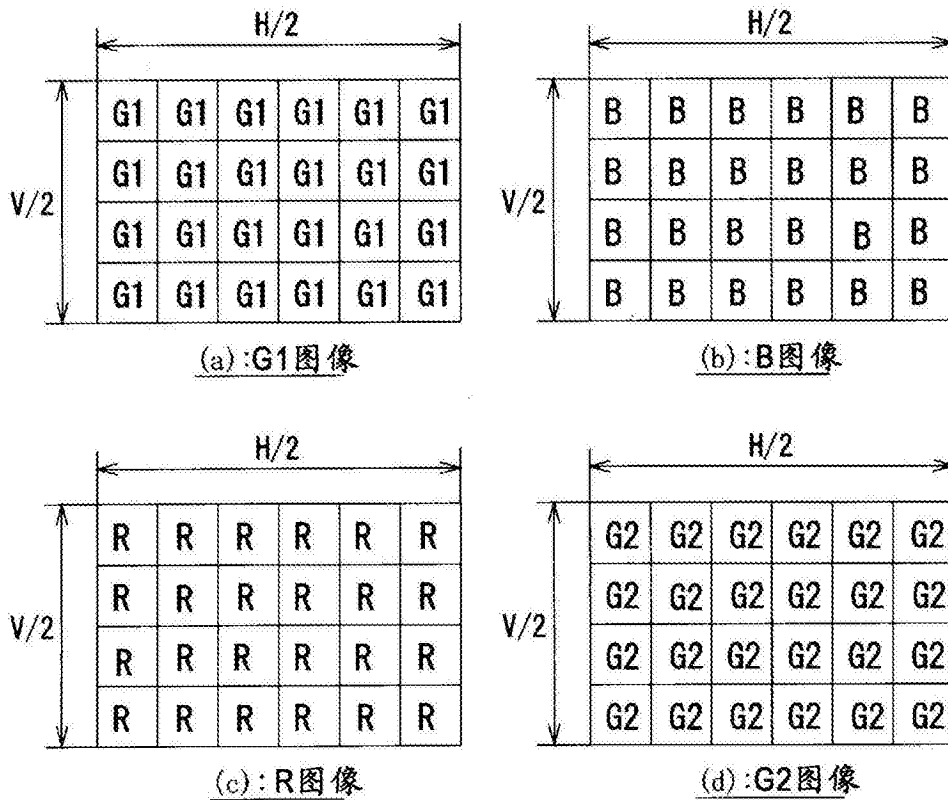 H/2
V/2
G1 G1 G1 G1 G1 G1
G1 G1 G1 G1 G1 G1
G1 G1 G1 G1 G1 G1
G1 G1 G1 G1 G1 G1
(a):G1图像
H/2
V/2
B B B B B B
B B B B B B
B B B B B B
B B B B B B
(b):B图像
H/2
V/2
R R R R R R
R R R R R R
R R R R R R
R R R R R R
(c):R图像
H/2
V/2
G2 G2 G2 G2 G2 G2
G2 G2 G2 G2 G2 G2
G2 G2 G2 G2 G2 G2
G2 G2 G2 G2 G2 G2
(d):G2图像